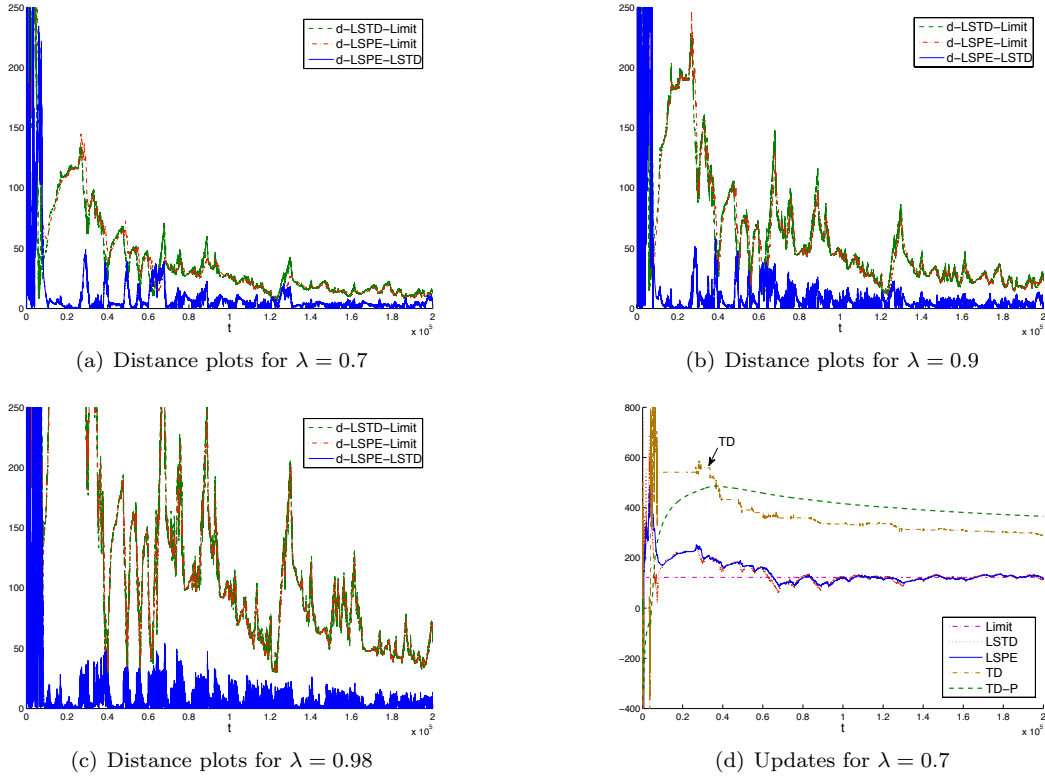 250
200
150
100
50
0
d-LSTD-Limit
d-LSPE-Limit
d-LSPE-LSTD
0 0.2 0.4 0.6 0.8 1 1.2 1.4 1.6 1.8 2
t
x 10^5
(a) Distance plots for λ = 0.7
250
200
150
100
50
0
d-LSTD-Limit
d-LSPE-Limit
d-LSPE-LSTD
0 0.2 0.4 0.6 0.8 1 1.2 1.4 1.6 1.8 2
t
x 10^5
(b) Distance plots for λ = 0.9
250
200
150
100
50
0
d-LSTD-Limit
d-LSPE-Limit
d-LSPE-LSTD
0 0.2 0.4 0.6 0.8 1 1.2 1.4 1.6 1.8 2
t
x 10^5
(c) Distance plots for λ = 0.98
800
600
400
200
0
-200
-400
TD
Limit
LSTD
LSPE
TD
TD-P
0 0.2 0.4 0.6 0.8 1 1.2 1.4 1.6 1.8 2
t
x 10^5
(d) Updates for λ = 0.7